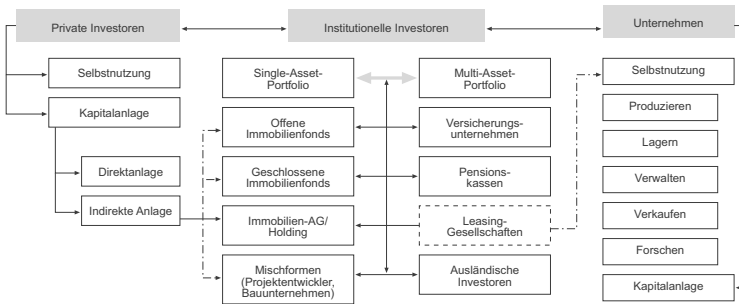 Private Investoren
Institutionelle Investoren
Unternehmen
Selbstnutzung
Kapitalanlage
Direktanlage
Indirekte Anlage
Single-Asset-
Portfolio
Multi-Asset-
Portfolio
Offene
Immobilienfonds
Versicherungs-
unternehmen
Geschlossene
Immobilienfonds
Pensions-
kassen
Immobilien-AG/
Holding
Leasing-
Gesellschaften
Mischformen
(Projektentwickler,
Bauunternehmen)
Ausländische
Investoren
Selbstnutzung
Produzieren
Lagern
Verwalten
Verkaufen
Forschen
Kapitalanlage